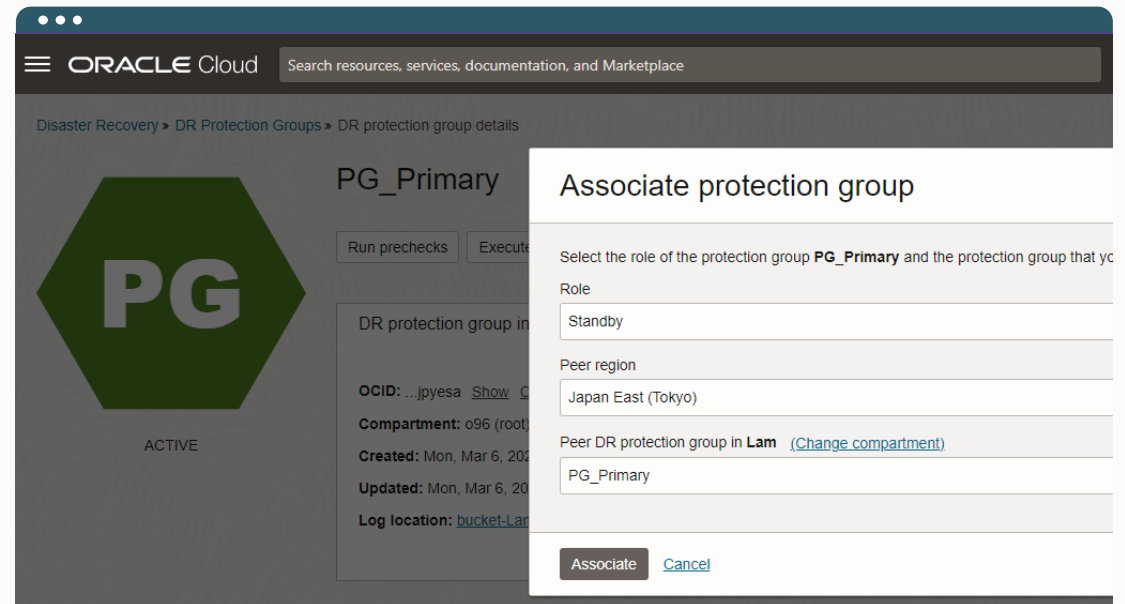 ORACLE Cloud
Search resources, services, documentation, and Marketplace
Disaster Recovery » DR Protection Groups » DR protection group details
PG
ACTIVE
PG_Primary
Run prechecks
Execute
DR protection group in
OCID: ...jpyesa Show C
Compartment: o96 (root)
Created: Mon, Mar 6, 202
Updated: Mon, Mar 6, 20
Log location: bucket-Lam
Associate protection group
Select the role of the protection group PG_Primary and the protection group that yo
Role
Standby
Peer region
Japan East (Tokyo)
Peer DR protection group in Lam (Change compartment)
PG_Primary
Associate
Cancel